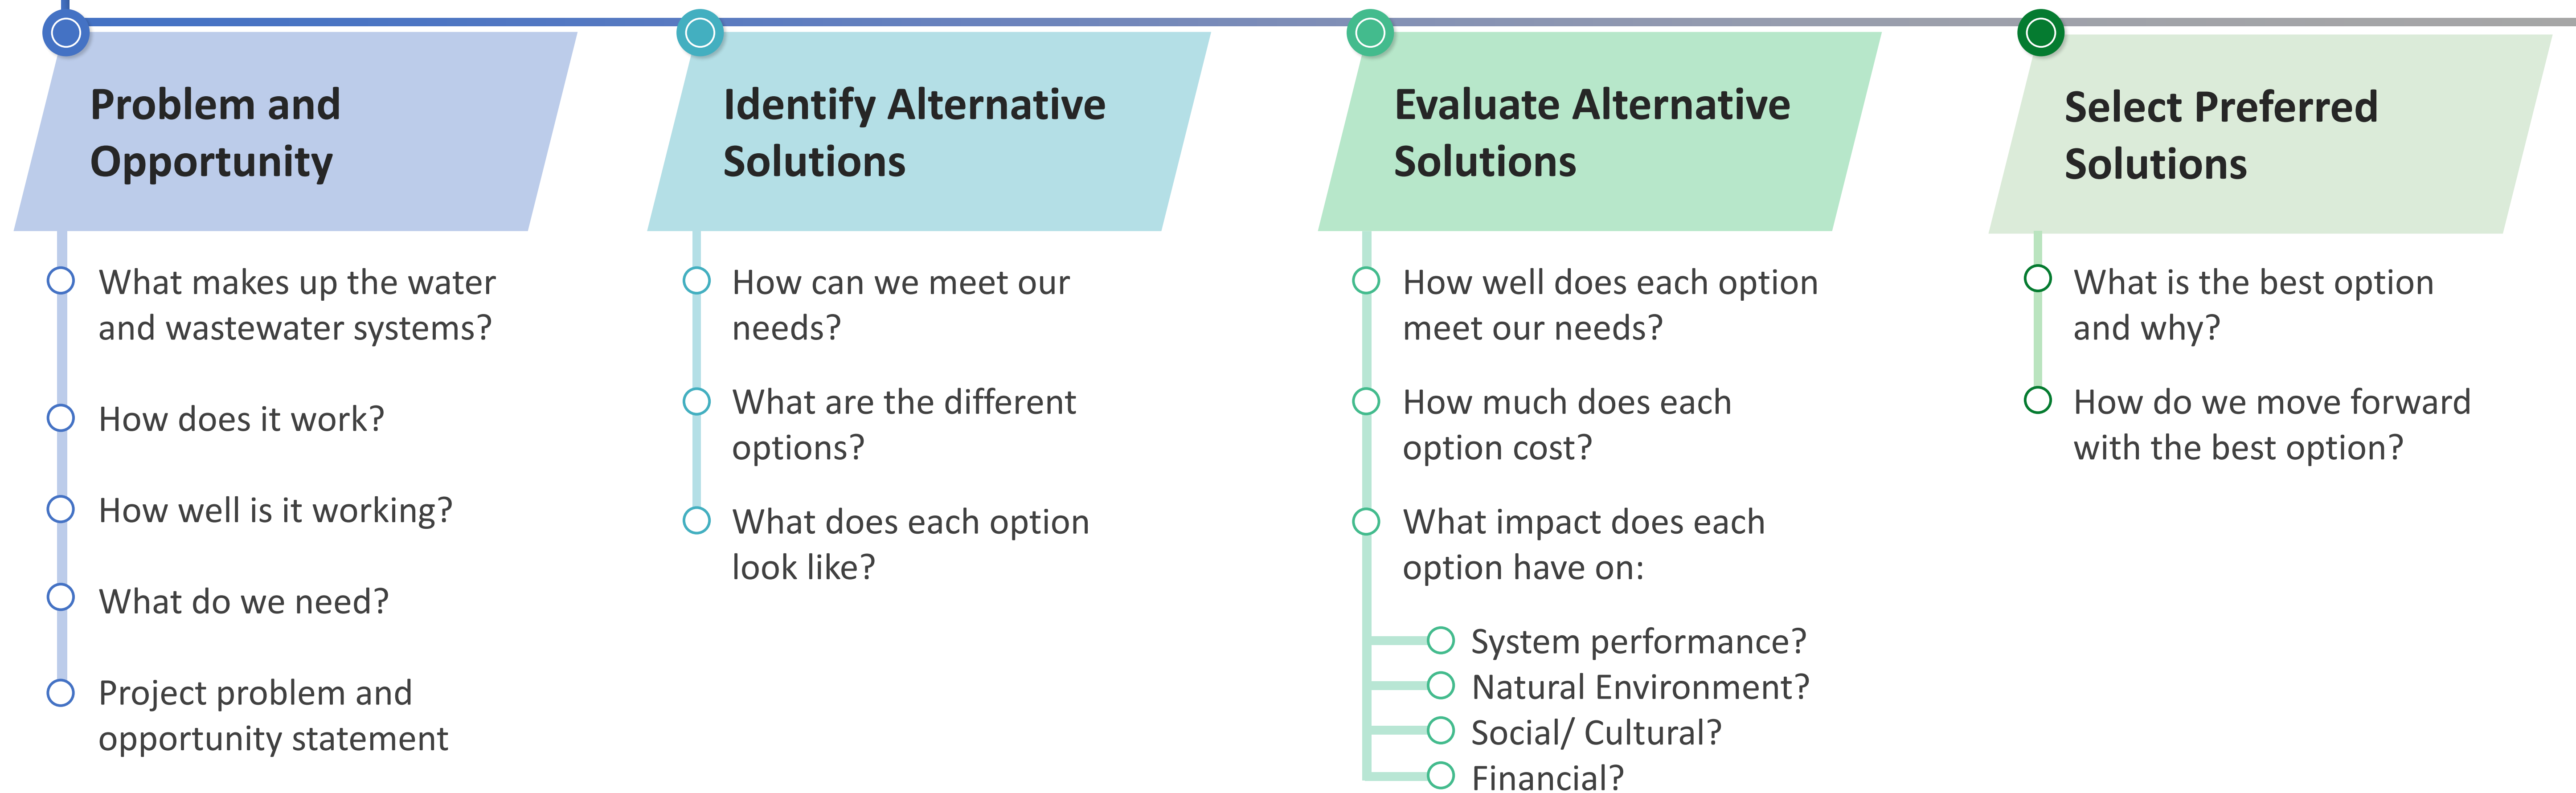 Problem and
Opportunity
What makes up the water
and wastewater systems?
How does it work?
How well is it working?
What do we need?
Project problem and
opportunity statement
Identify Alternative
Solutions
How can we meet our
needs?
What are the different
options?
What does each option
look like?
Evaluate Alternative
Solutions
How well does each option
meet our needs?
How much does each
option cost?
What impact does each
option have on:
System performance?
Natural Environment?
Social/ Cultural?
Financial?
Select Preferred
Solutions
What is the best option
and why?
How do we move forward
with the best option?